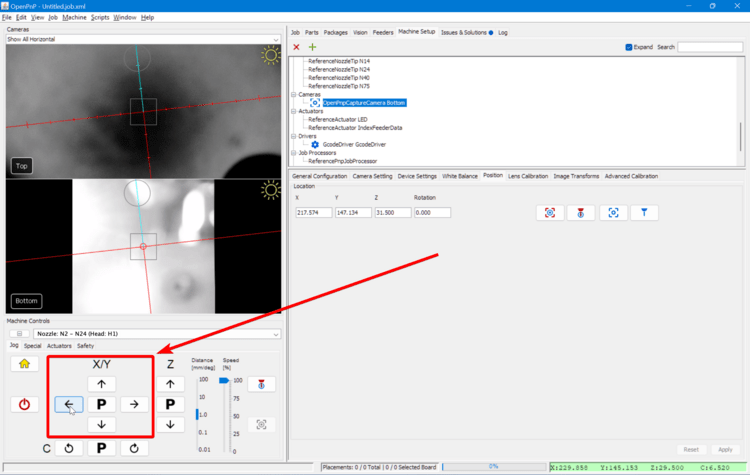 OpenPnP - Untitled.job.xml
File Edit View Job Machine Scripts Window Help
Cameras
Show All Horizontal
Top
Bottom
Machine Controls
Nozzle: N2 - N24 (Head: H1)
Jog Special Actuators Safety
X/Y Z Distance [mm/deg] Speed [%]
100 100
10 75
P P
1.0 50
0.1 25
0.01 0
C P
Job Parts Packages Vision Feeders Machine Setup Issues & Solutions Log
Expand Search
ReferenceNozzleTip N14
ReferenceNozzleTip N24
ReferenceNozzleTip N40
ReferenceNozzleTip N75
Cameras
OpenPnpCaptureCamera Bottom
Actuators
ReferenceActuator LED
ReferenceActuator IndexFeederData
Drivers
GcodeDriver GcodeDriver
Job Processors
ReferencePnpJobProcessor
General Configuration Camera Settling Device Settings White Balance Position Lens Calibration Image Transforms Advanced Calibration
Location
X Y Z Rotation
217.574 147.134 31.500 0.000
Reset Apply
Placements: 0 / 0 Total | 0 / 0 Selected Board 0% X:229.858 Y:145.153 Z:29.500 C:6.520